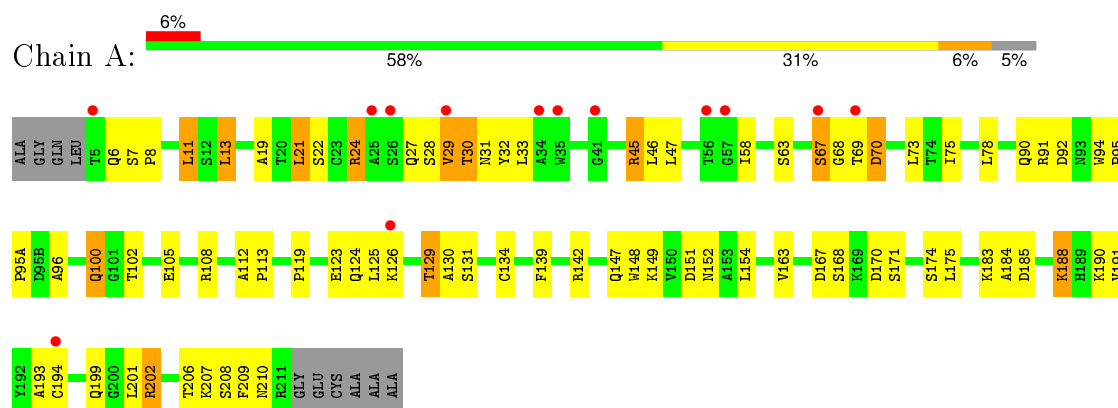 6%
Chain A:
58% 31% 6% 5%
ALA GLY GLN LEU T5 Q6 S7 P8 L11 S12 L13 A19 T20 L21 S22 C23 R24 A25 S26 Q27 S28 V29 T30 N31 Y32 L33 A34 W35 G41 R45 L46 L47 T56 G57 I58 S63 S67 G68 T69 D70 L73 T74 I75 L78 Q90 R91 D92 N93 W94 P95
P95A D95B A96 Q100 G101 T102 E105 R108 A112 P113 P119 E123 Q124 L125 K126 T129 A130 S131 C134 F139 R142 Q147 W148 K149 V150 D151 N152 A153 L154 V163 D167 S168 K169 D170 S171 S174 L175 K183 A184 D185 K188 H189 K190 V191
Y192 A193 C194 Q199 G200 L201 R202 T206 K207 S208 F209 N210 R211 GLY GLU CYS ALA ALA ALA